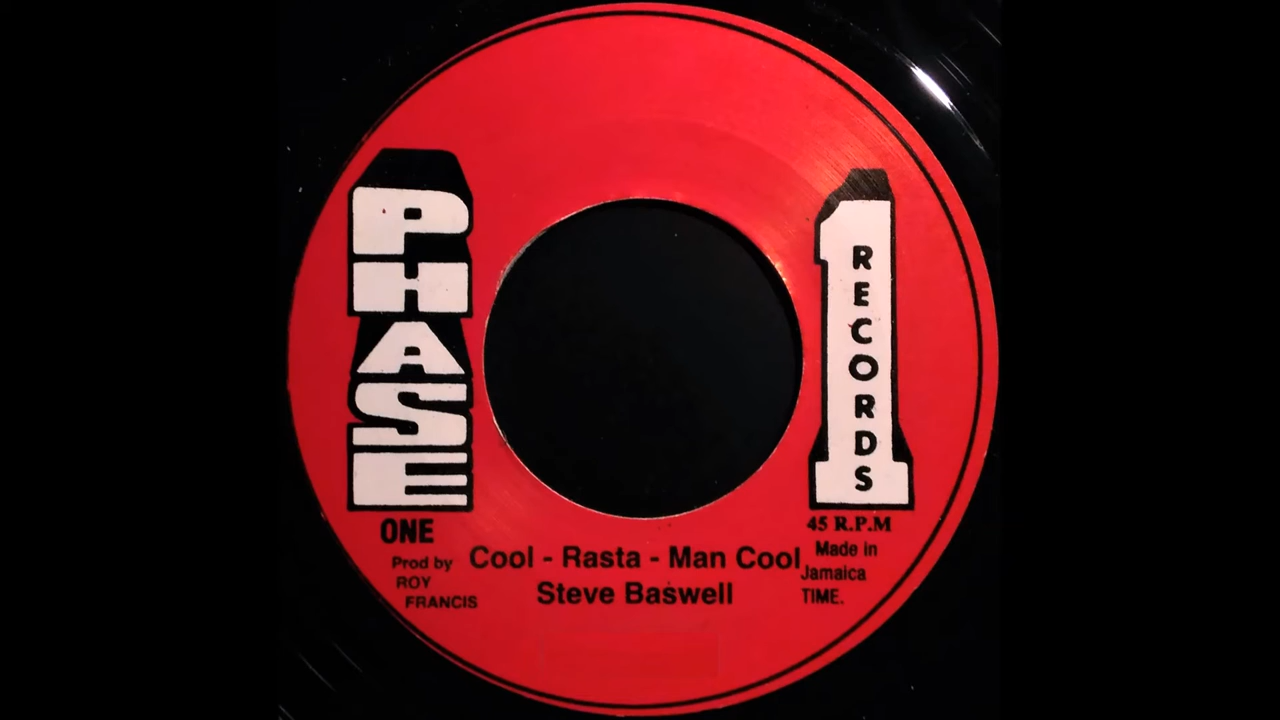 PHASE
1
RECORDS
ONE
45 R.P.M
Prod by
ROY
FRANCIS
Cool - Rasta - Man Cool
Steve Baswell
Made in
Jamaica
TIME.